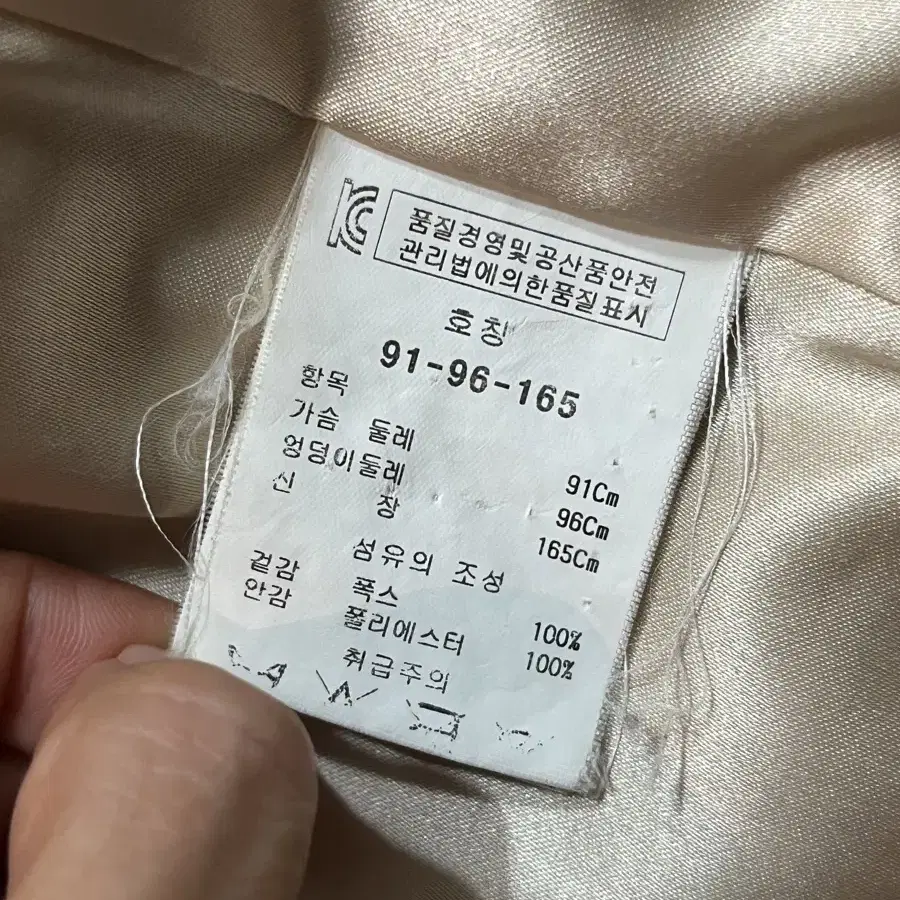 KC
품질경영및공산품안전
관리법에의한품질표시
호칭
91-96-165
항목
가슴 둘레 91Cm
엉덩이둘레 96Cm
신 장 165Cm
섬유의 조성
겉감 폭스 100%
안감 폴리에스터 100%
취급주의